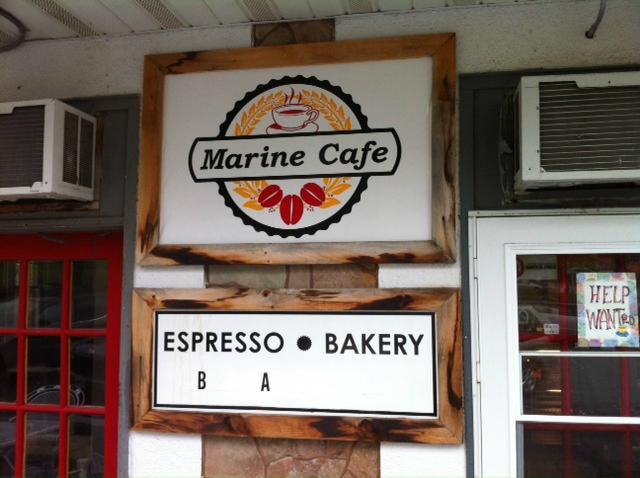 Marine Cafe
ESPRESSO ● BAKERY
B A
HELP
WANTED